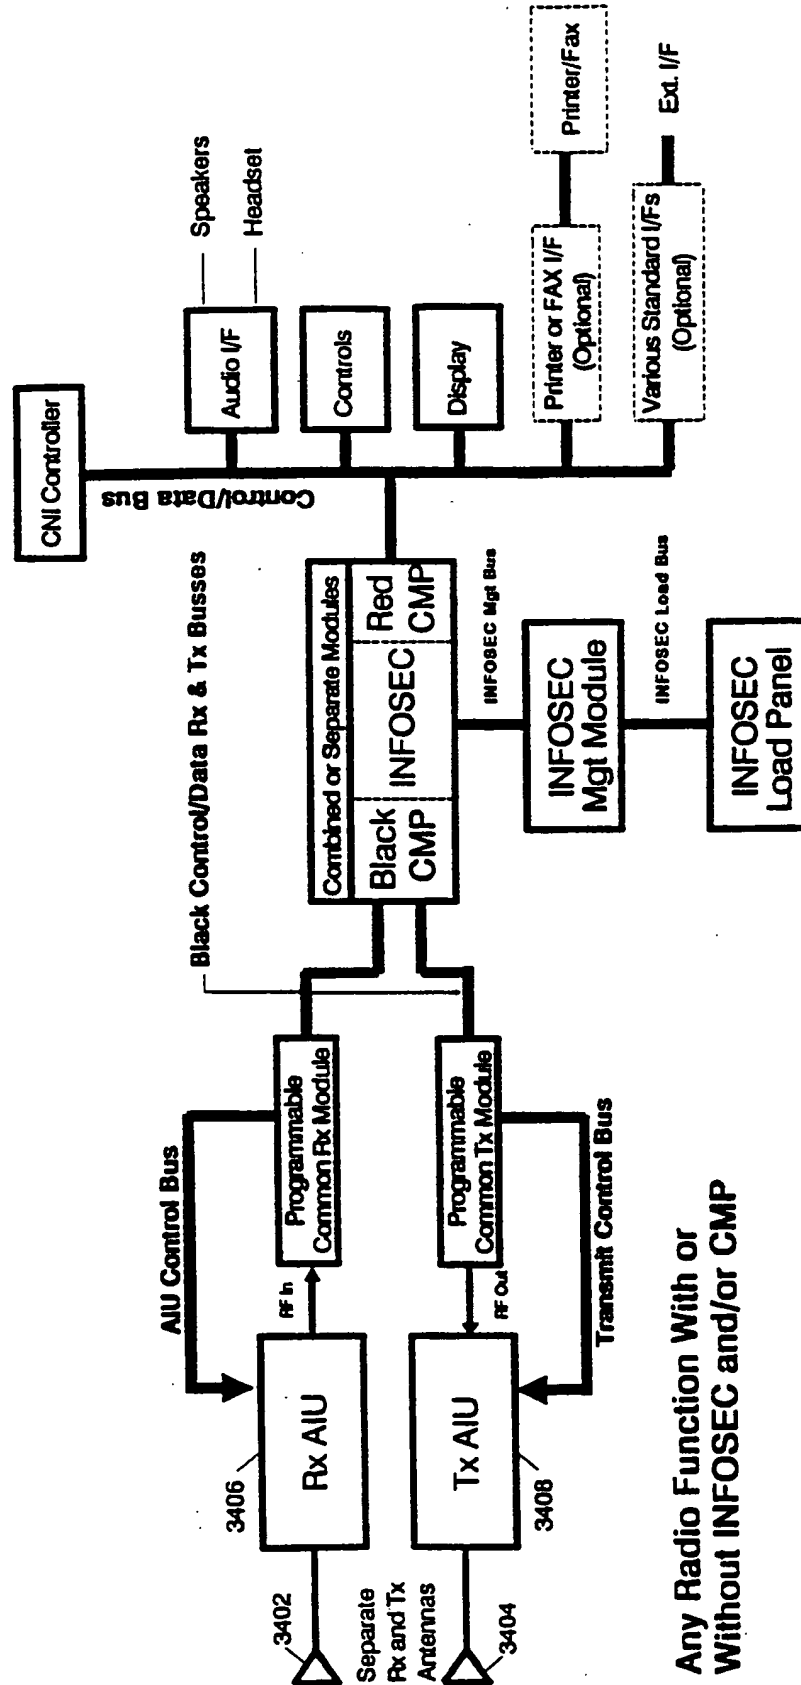 CNI Controller
Control/Data Bus
Audio I/F
Speakers
Headset
Controls
Display
Printer or FAX I/F
(Optional)
Printer/Fax
Various Standard I/Fs
(Optional)
Ext. I/F
Black Control/Data Rx & Tx Busses
Combined or Separate Modules
Black
CMP
INFOSEC
Red
CMP
INFOSEC Mgt Bus
INFOSEC
Mgt Module
INFOSEC Load Bus
INFOSEC
Load Panel
AIU Control Bus
Programmable
Common Rx Module
RF In
Programmable
Common Tx Module
RF Out
Transmit Control Bus
3406
Rx AIU
Tx AIU
3408
3402
Separate
Rx and Tx
Antennas
3404
Any Radio Function With or
Without INFOSEC and/or CMP